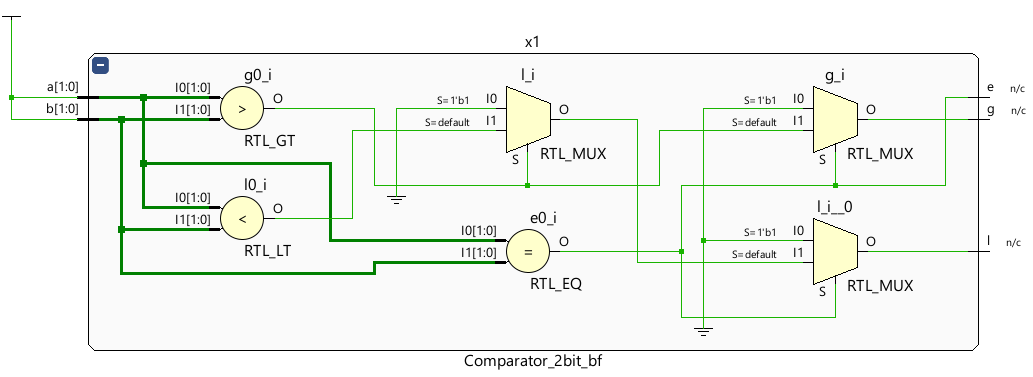 x1
g0_i
l_i
g_i
a[1:0]
b[1:0]
I0[1:0]
I1[1:0]
>
O
RTL_GT
S=1'b1
I0
S=default
I1
O
S
RTL_MUX
S=1'b1
I0
S=default
I1
O
S
RTL_MUX
e
n/c
g
n/c
l0_i
I0[1:0]
I1[1:0]
<
O
RTL_LT
e0_i
I0[1:0]
I1[1:0]
=
O
RTL_EQ
l_i__0
S=1'b1
I0
S=default
I1
O
S
RTL_MUX
l
n/c
Comparator_2bit_bf